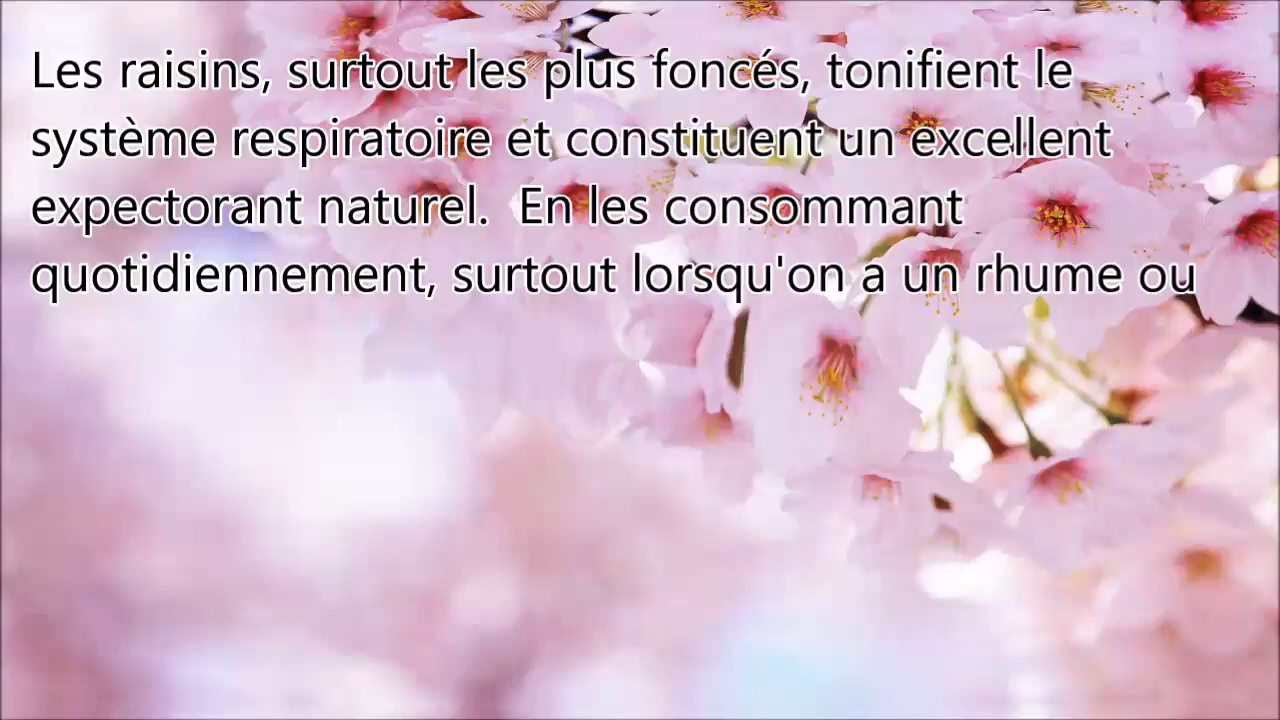 Les raisins, surtout les plus foncés, tonifient le
système respiratoire et constituent un excellent
expectorant naturel.  En les consommant
quotidiennement, surtout lorsqu'on a un rhume ou